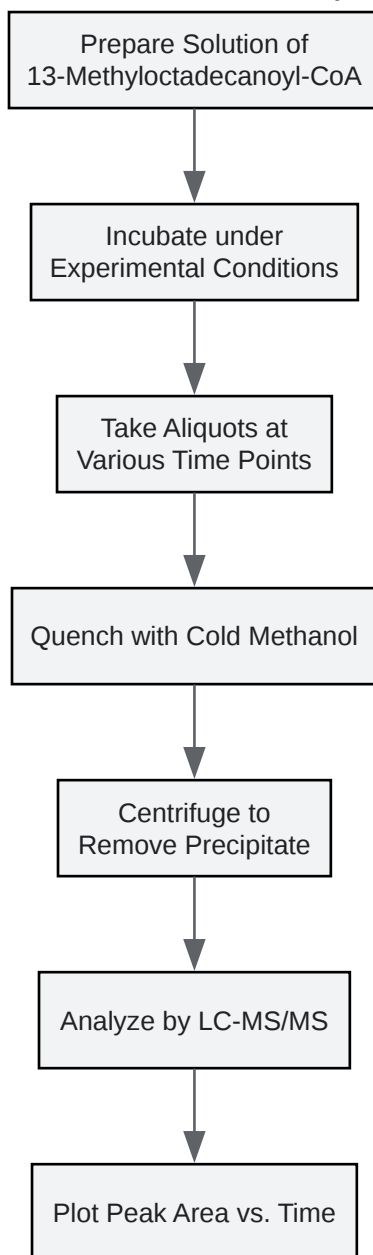 Prepare Solution of
13-Methyloctadecanoyl-CoA
Incubate under
Experimental Conditions
Take Aliquots at
Various Time Points
Quench with Cold Methanol
Centrifuge to
Remove Precipitate
Analyze by LC-MS/MS
Plot Peak Area vs. Time